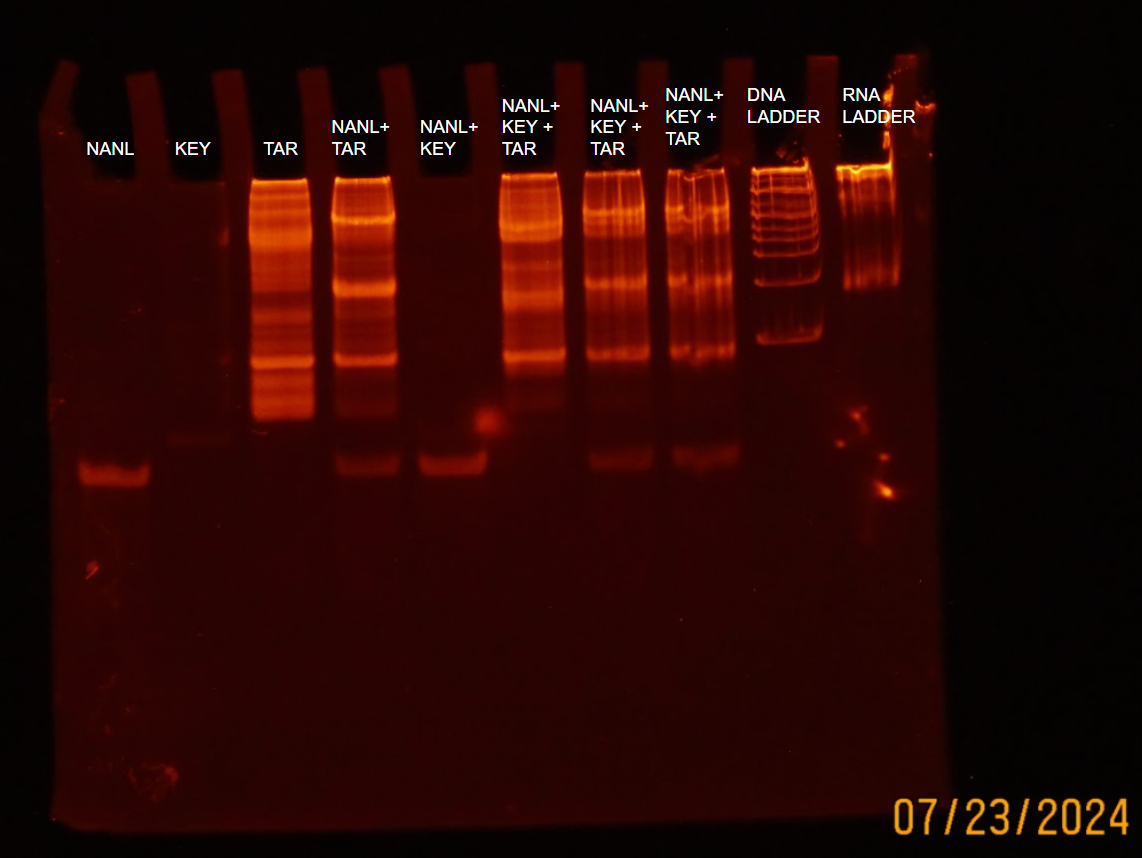 NANL
KEY
TAR
NANL+
TAR
NANL+
KEY
NANL+
KEY +
TAR
NANL+
KEY +
TAR
NANL+
KEY +
TAR
DNA
LADDER
RNA
LADDER
07/23/2024